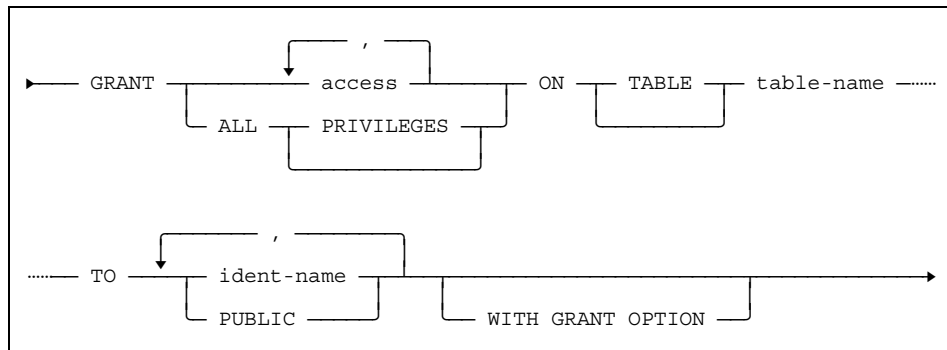 ,
GRANT access ON TABLE table-name
ALL PRIVILEGES
,
TO ident-name
PUBLIC WITH GRANT OPTION